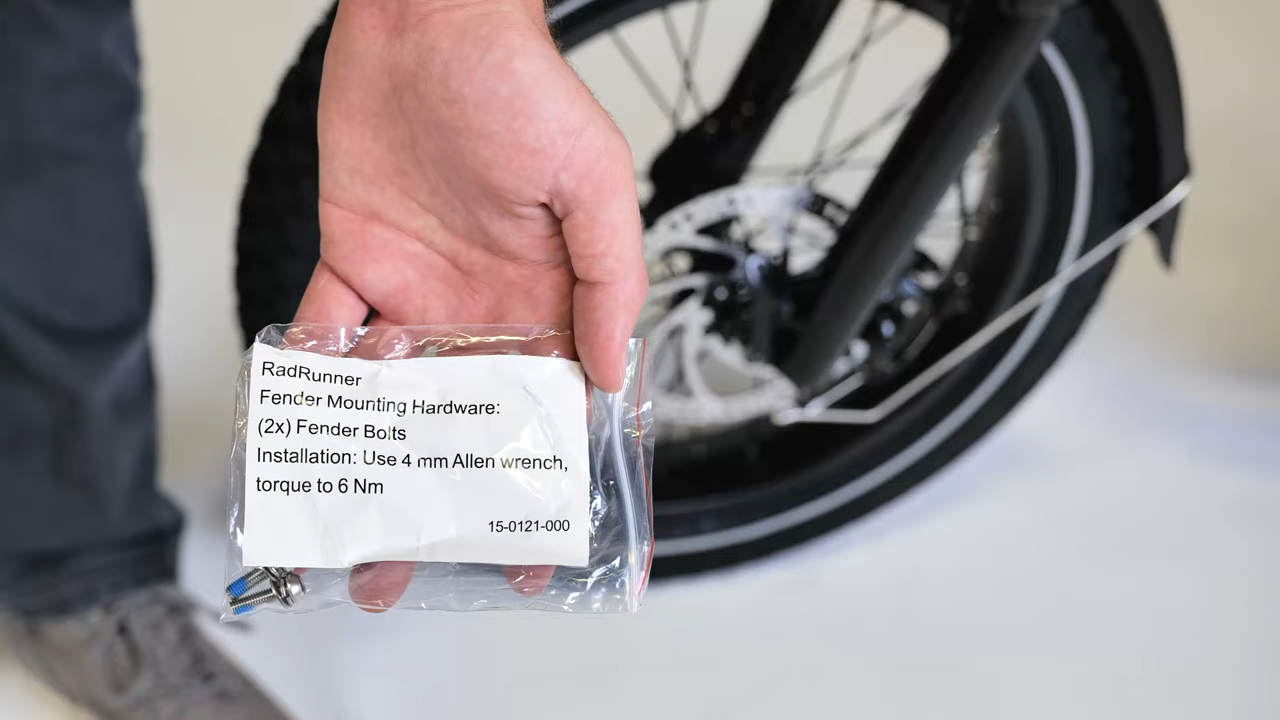 RadRunner
Fender Mounting Hardware:
(2x) Fender Bolts
Installation: Use 4 mm Allen wrench,
torque to 6 Nm
15-0121-000